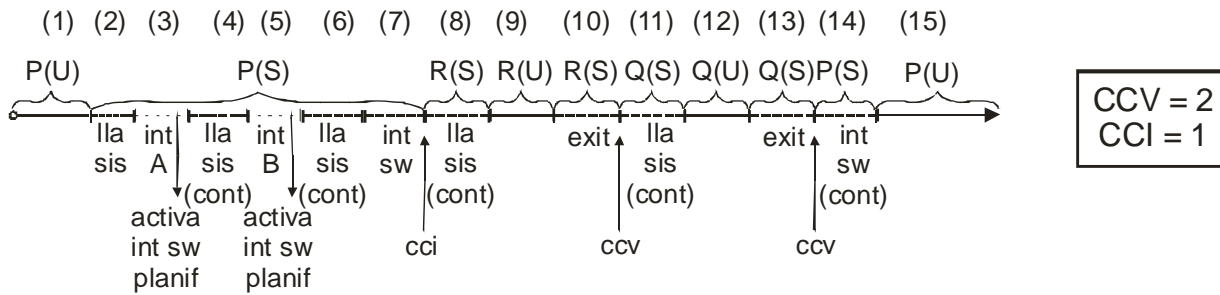 (1) (2) (3) (4) (5) (6) (7) (8) (9) (10) (11) (12) (13) (14) (15)
P(U) P(S) R(S) R(U) R(S) Q(S) Q(U) Q(S) P(S) P(U)
CCV = 2
CCI = 1
lla int lla int lla int lla exit lla exit int
sis A sis B sis sw sis sis sw
(cont) (cont) (cont) (cont) (cont)
activa activa
int sw int sw cci ccv ccv
planif planif